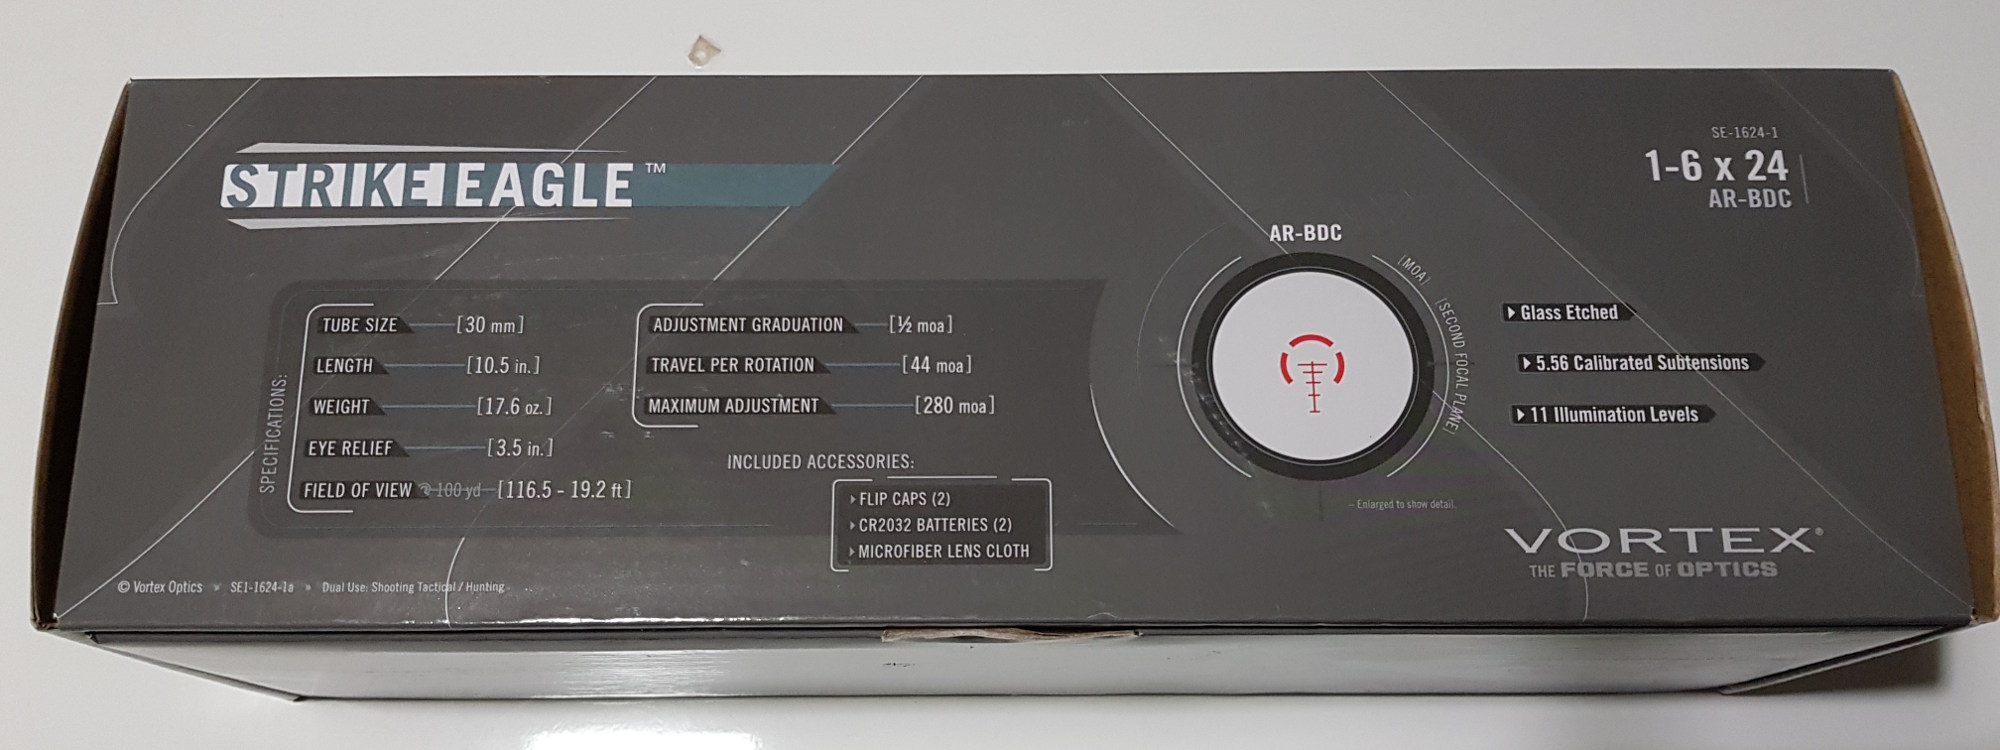 STRIKE EAGLE™
SE-1624-1
1-6 x 24
AR-BDC
SPECIFICATIONS:
TUBE SIZE [30 mm]
LENGTH [10.5 in.]
WEIGHT [17.6 oz.]
EYE RELIEF [3.5 in.]
FIELD OF VIEW @ 100 yd [116.5 - 19.2 ft]
ADJUSTMENT GRADUATION [½ moa]
TRAVEL PER ROTATION [44 moa]
MAXIMUM ADJUSTMENT [280 moa]
INCLUDED ACCESSORIES:
FLIP CAPS (2)
CR2032 BATTERIES (2)
MICROFIBER LENS CLOTH
AR-BDC
[MOA]
[SECOND FOCAL PLANE]
– Enlarged to show detail.
Glass Etched
5.56 Calibrated Subtensions
11 Illumination Levels
VORTEX®
THE FORCE OF OPTICS
© Vortex Optics » SE1-1624-1a » Dual Use: Shooting Tactical / Hunting